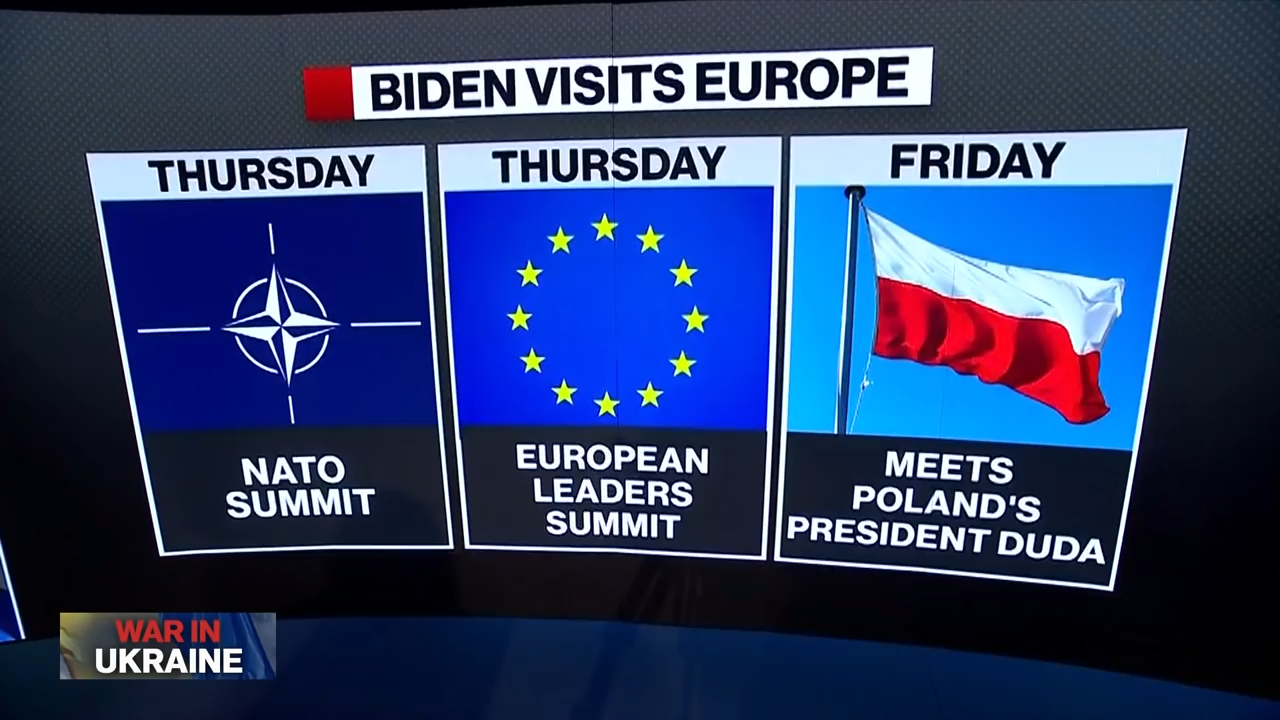 BIDEN VISITS EUROPE
THURSDAY
NATO
SUMMIT
THURSDAY
EUROPEAN
LEADERS
SUMMIT
FRIDAY
MEETS
POLAND'S
PRESIDENT DUDA
WAR IN
UKRAINE